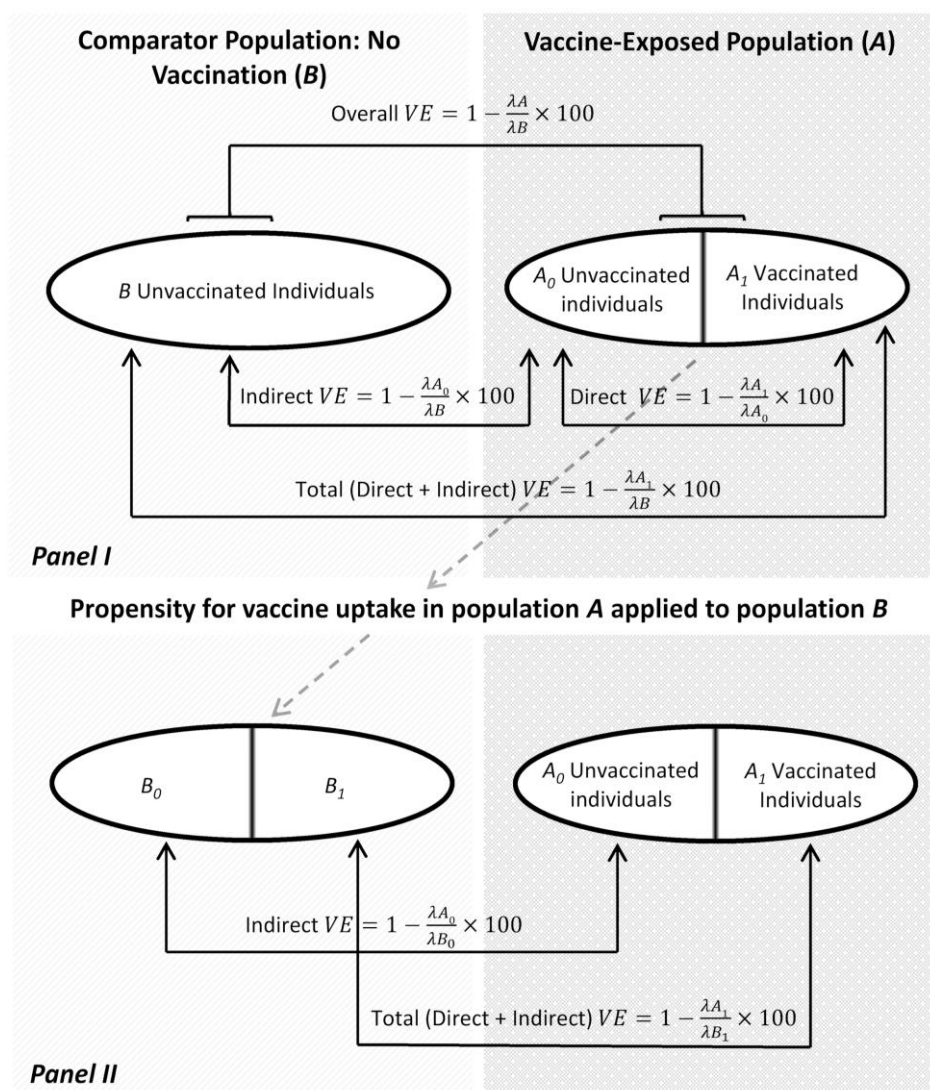 Comparator Population: No
Vaccination (B)
Vaccine-Exposed Population (A)
Overall VE = 1 − λA/λB × 100
B Unvaccinated Individuals
A₀ Unvaccinated
individuals
A₁ Vaccinated
Individuals
Indirect VE = 1 − λA₀/λB × 100
Direct VE = 1 − λA₁/λA₀ × 100
Total (Direct + Indirect) VE = 1 − λA₁/λB × 100
Panel I
Propensity for vaccine uptake in population A applied to population B
B₀
B₁
A₀ Unvaccinated
individuals
A₁ Vaccinated
Individuals
Indirect VE = 1 − λA₀/λB₀ × 100
Total (Direct + Indirect) VE = 1 − λA₁/λB₁ × 100
Panel II